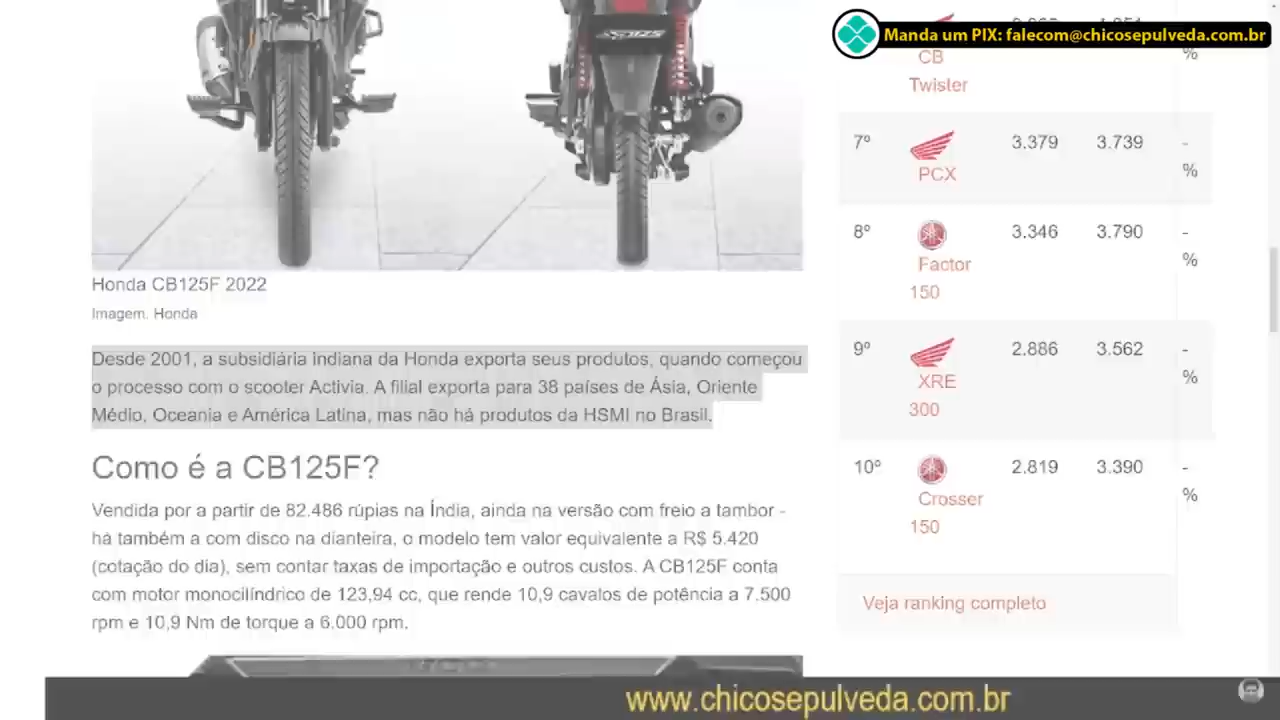 Manda um PIX: falecom@chicosepulveda.com.br
CB
%
Twister
7º
3.379
3.739
-
PCX
%
8º
3.346
3.790
-
Factor
%
150
Honda CB125F 2022
Imagem. Honda
Desde 2001, a subsidiária indiana da Honda exporta seus produtos, quando começou
o processo com o scooter Activia. A filial exporta para 38 países de Ásia, Oriente
Médio, Oceania e América Latina, mas não há produtos da HSMI no Brasil.
9º
2.886
3.562
-
XRE
%
300
Como é a CB125F?
Vendida por a partir de 82.486 rúpias na Índia, ainda na versão com freio a tambor -
há também a com disco na dianteira, o modelo tem valor equivalente a R$ 5.420
(cotação do dia), sem contar taxas de importação e outros custos. A CB125F conta
com motor monocilíndrico de 123,94 cc, que rende 10,9 cavalos de potência a 7.500
rpm e 10,9 Nm de torque a 6.000 rpm.
10º
2.819
3.390
-
Crosser
%
150
Veja ranking completo
www.chicosepulveda.com.br